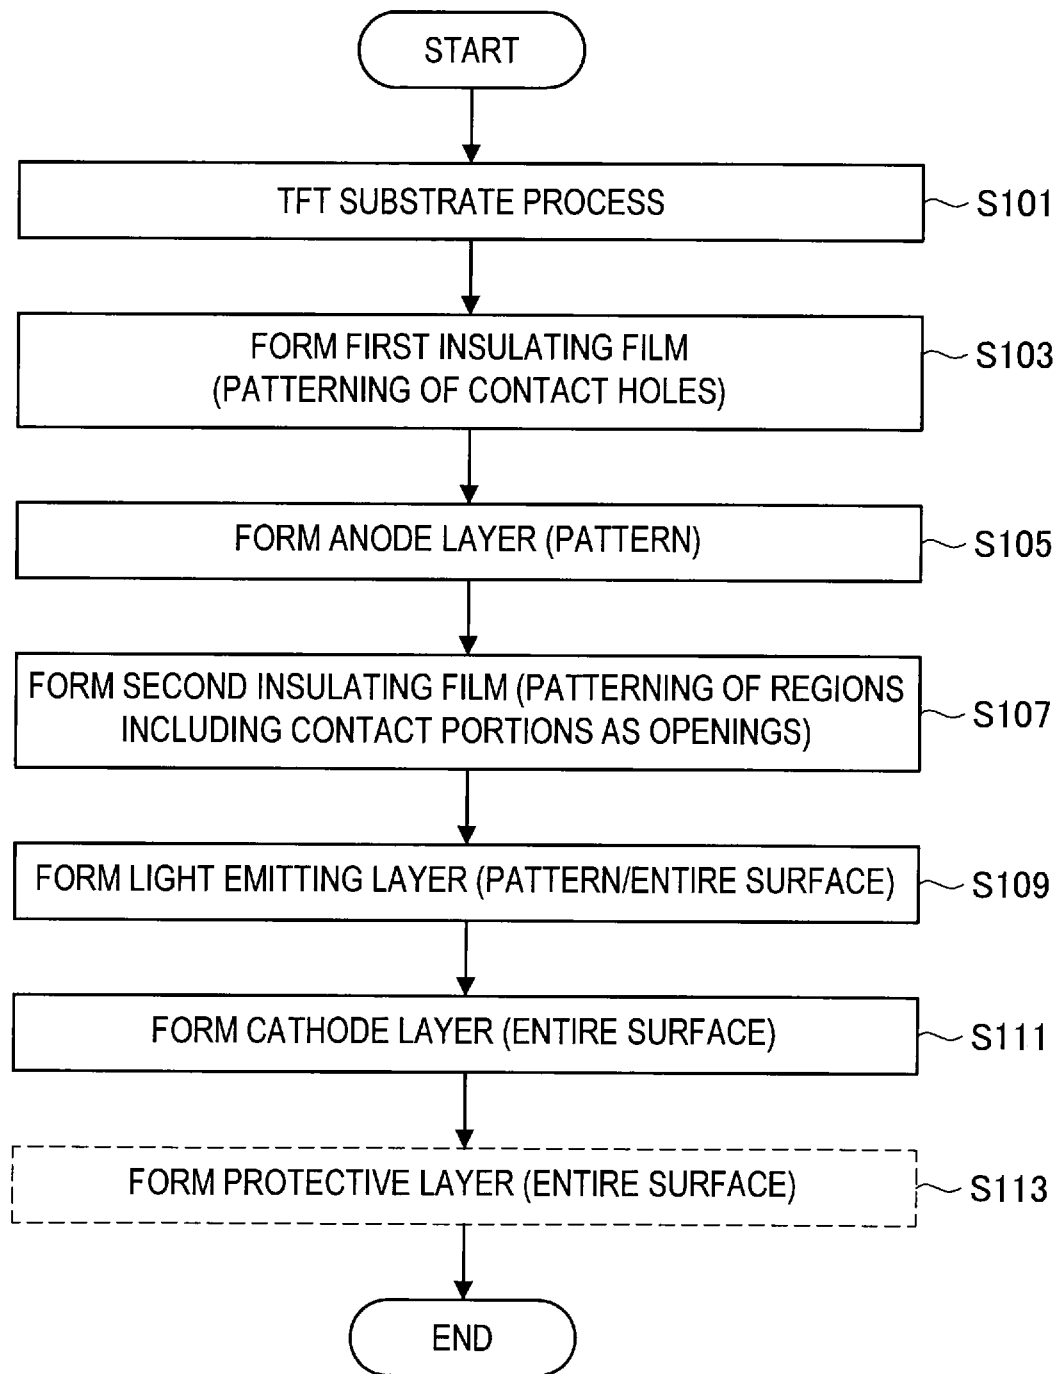 START
TFT SUBSTRATE PROCESS
S101
FORM FIRST INSULATING FILM
(PATTERNING OF CONTACT HOLES)
S103
FORM ANODE LAYER (PATTERN)
S105
FORM SECOND INSULATING FILM (PATTERNING OF REGIONS
INCLUDING CONTACT PORTIONS AS OPENINGS)
S107
FORM LIGHT EMITTING LAYER (PATTERN/ENTIRE SURFACE)
S109
FORM CATHODE LAYER (ENTIRE SURFACE)
S111
FORM PROTECTIVE LAYER (ENTIRE SURFACE)
S113
END